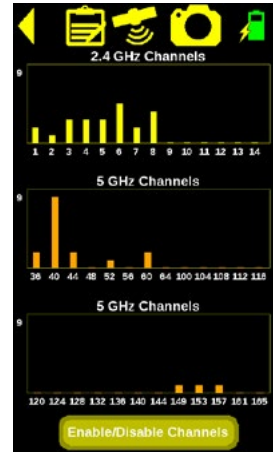 2.4 GHz Channels
9
1 2 3 4 5 6 7 8 9 10 11 12 13 14
5 GHz Channels
9
36 40 44 48 52 56 60 64 100 104 108 112 116
5 GHz Channels
9
120 124 128 132 136 140 144 149 153 157 161 165
Enable/Disable Channels